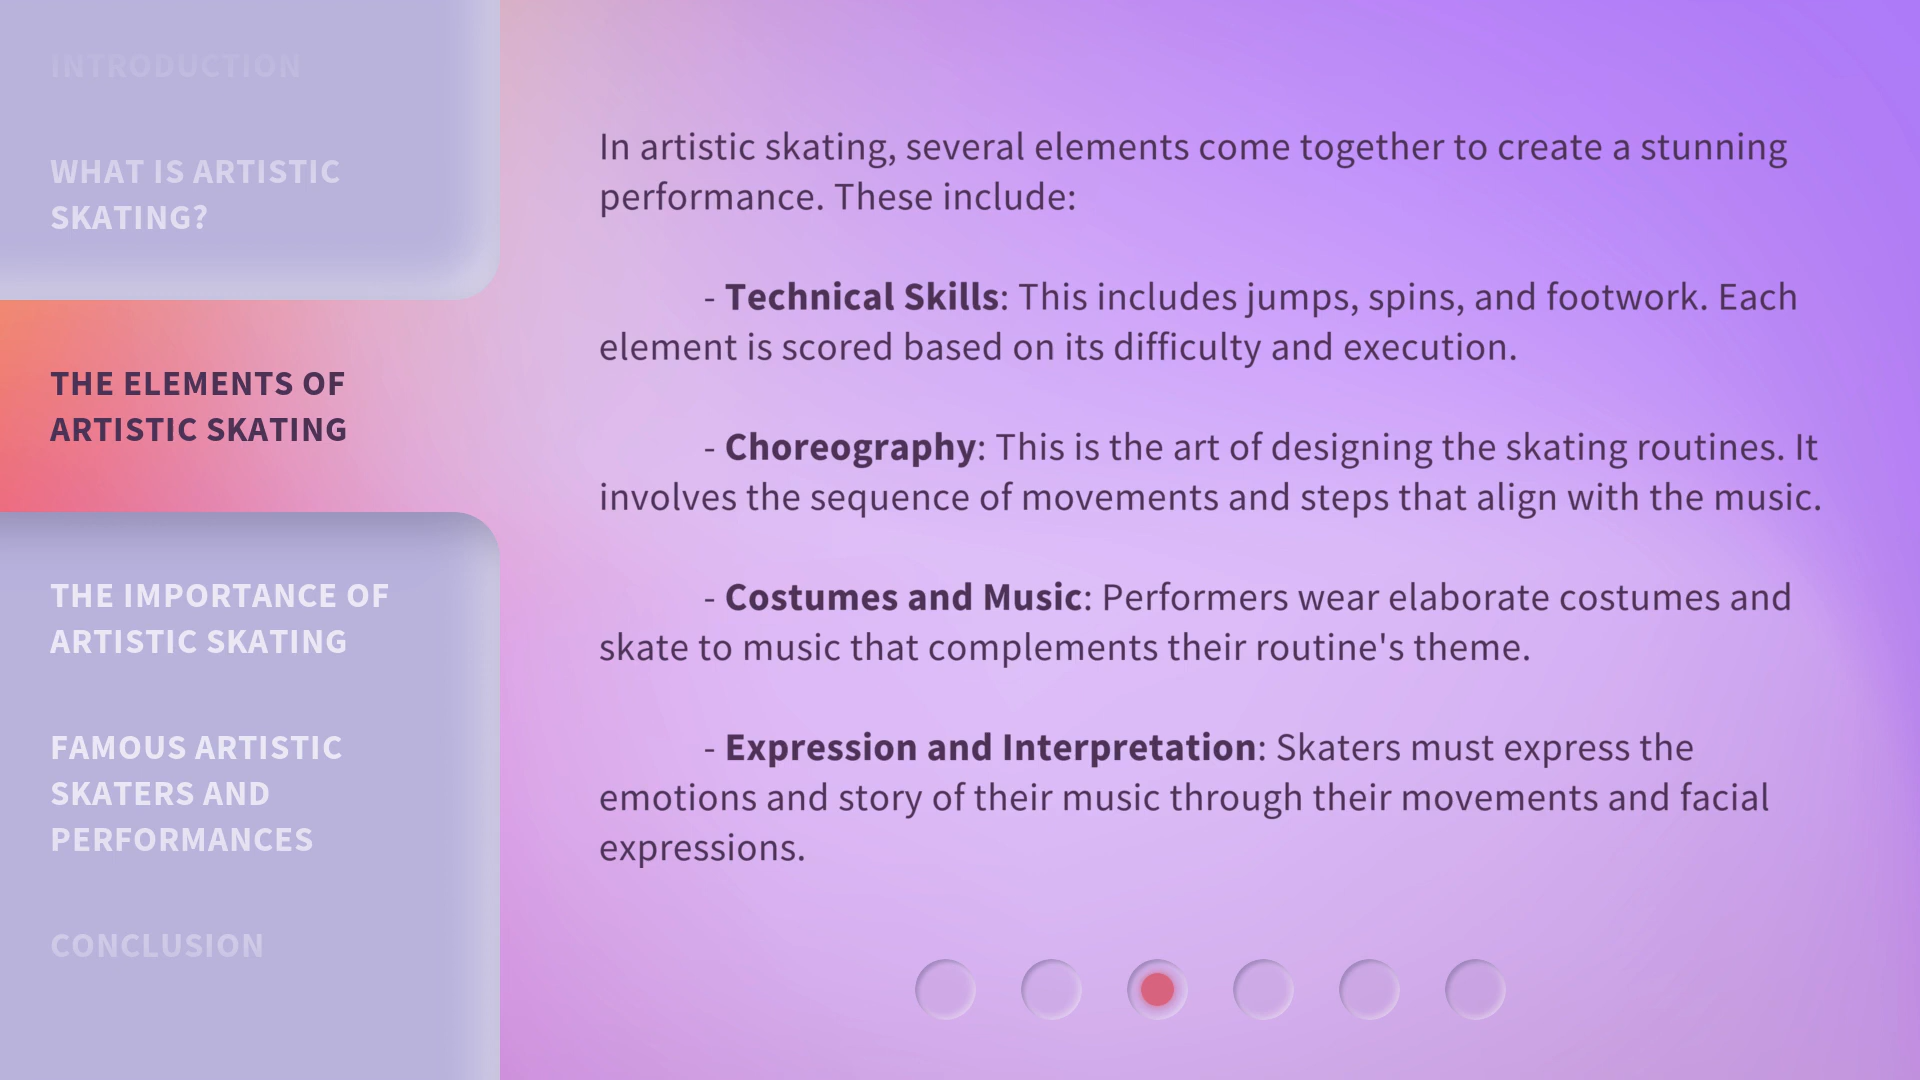 INTRODUCTION
WHAT IS ARTISTIC
SKATING?
THE ELEMENTS OF
ARTISTIC SKATING
THE IMPORTANCE OF
ARTISTIC SKATING
FAMOUS ARTISTIC
SKATERS AND
PERFORMANCES
CONCLUSION
In artistic skating, several elements come together to create a stunning
performance. These include:
- Technical Skills: This includes jumps, spins, and footwork. Each
element is scored based on its difficulty and execution.
- Choreography: This is the art of designing the skating routines. It
involves the sequence of movements and steps that align with the music.
- Costumes and Music: Performers wear elaborate costumes and
skate to music that complements their routine's theme.
- Expression and Interpretation: Skaters must express the
emotions and story of their music through their movements and facial
expressions.